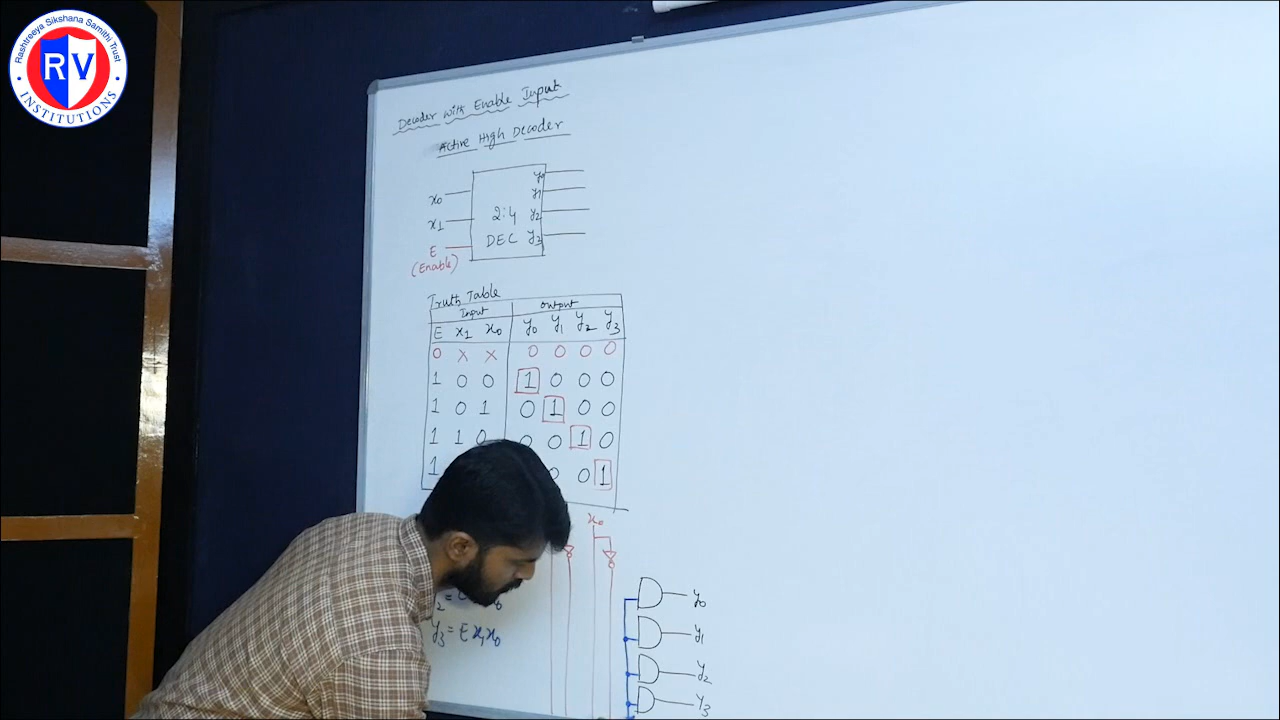 Rashtreeya Sikshana Samithi Trust
RV
INSTITUTIONS
Decoder with Enable Input
Active High Decoder
x0
x1
E
(Enable)
2:4
DEC
y0
y1
y2
y3
Truth Table
Input Output
E x1 x0 y0 y1 y2 y3
0 x x 0 0 0 0
1 0 0 1 0 0 0
1 0 1 0 1 0 0
1 1 0 0 0 1 0
1 0 0 1
x0
y2 =
y3 = E x1 x0
y0
y1
y2
y3